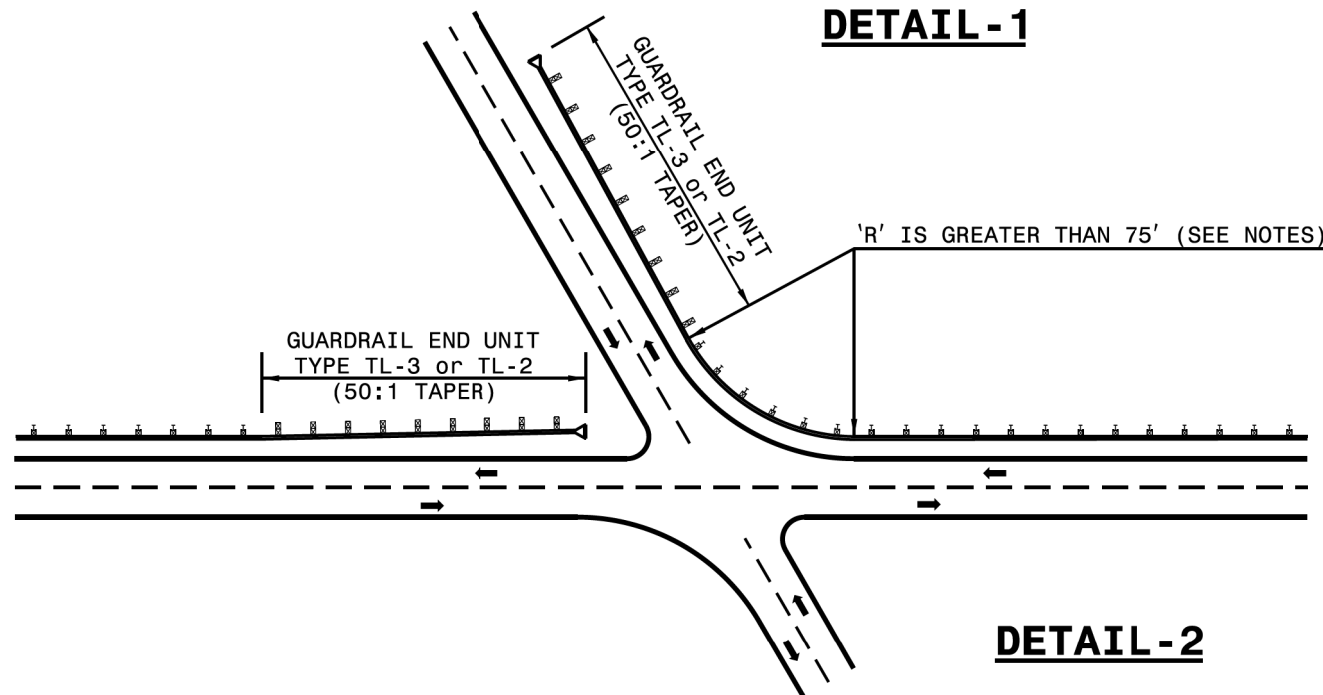 DETAIL-1
GUARDRAIL END UNIT
TYPE TL-3 or TL-2
(50:1 TAPER)
'R' IS GREATER THAN 75' (SEE NOTES)
GUARDRAIL END UNIT
TYPE TL-3 or TL-2
(50:1 TAPER)
DETAIL-2